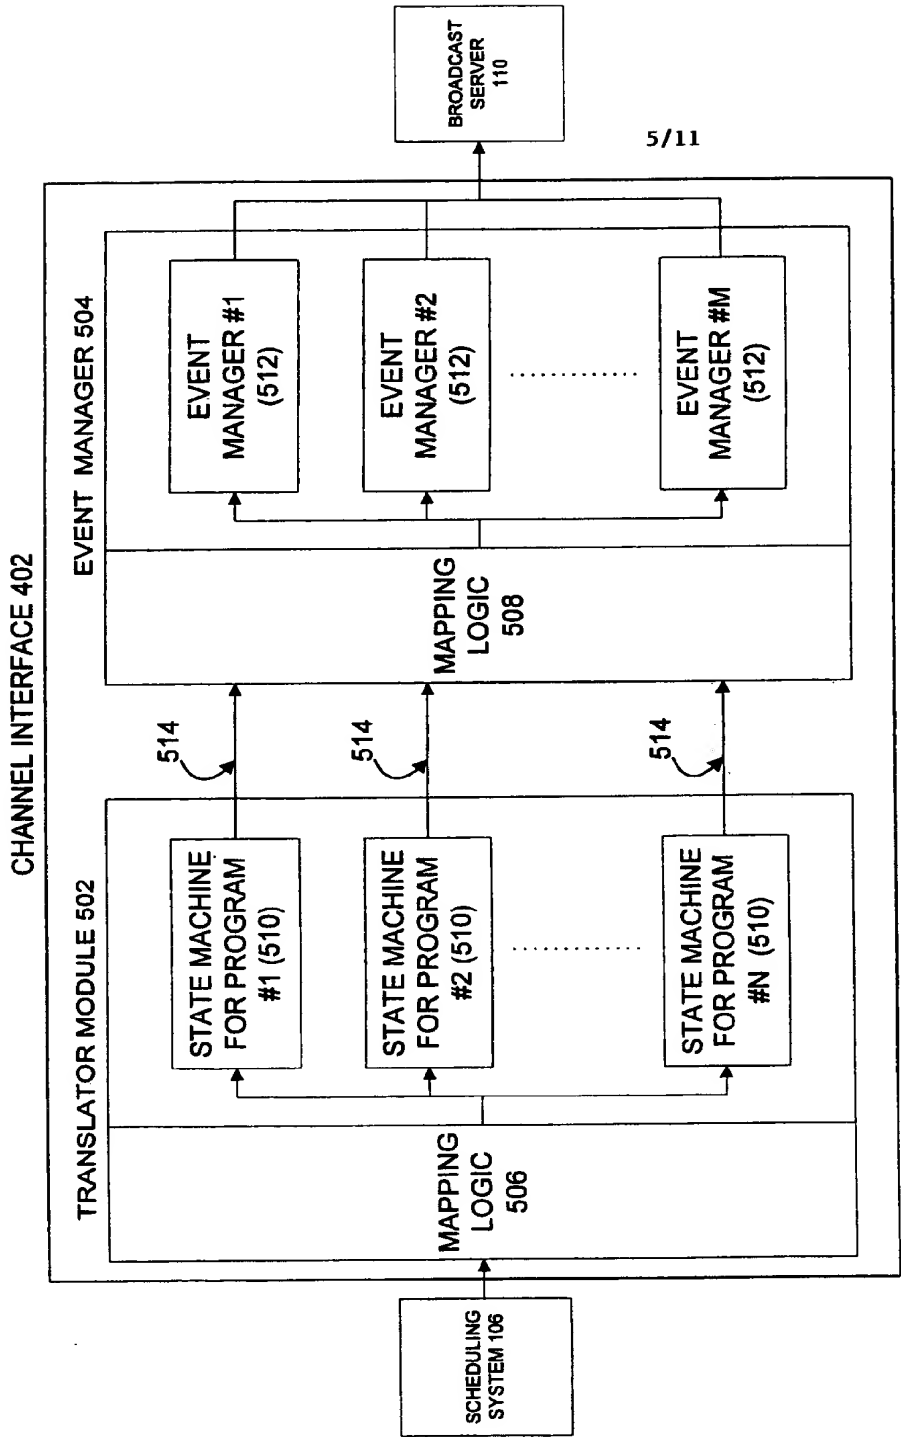 5/11
CHANNEL INTERFACE 402
TRANSLATOR MODULE 502
EVENT MANAGER 504
SCHEDULING
SYSTEM 106
MAPPING
LOGIC
506
STATE MACHINE
FOR PROGRAM
#1 (510)
STATE MACHINE
FOR PROGRAM
#2 (510)
STATE MACHINE
FOR PROGRAM
#N (510)
514
514
514
MAPPING
LOGIC
508
EVENT
MANAGER #1
(512)
EVENT
MANAGER #2
(512)
EVENT
MANAGER #M
(512)
BROADCAST
SERVER
110